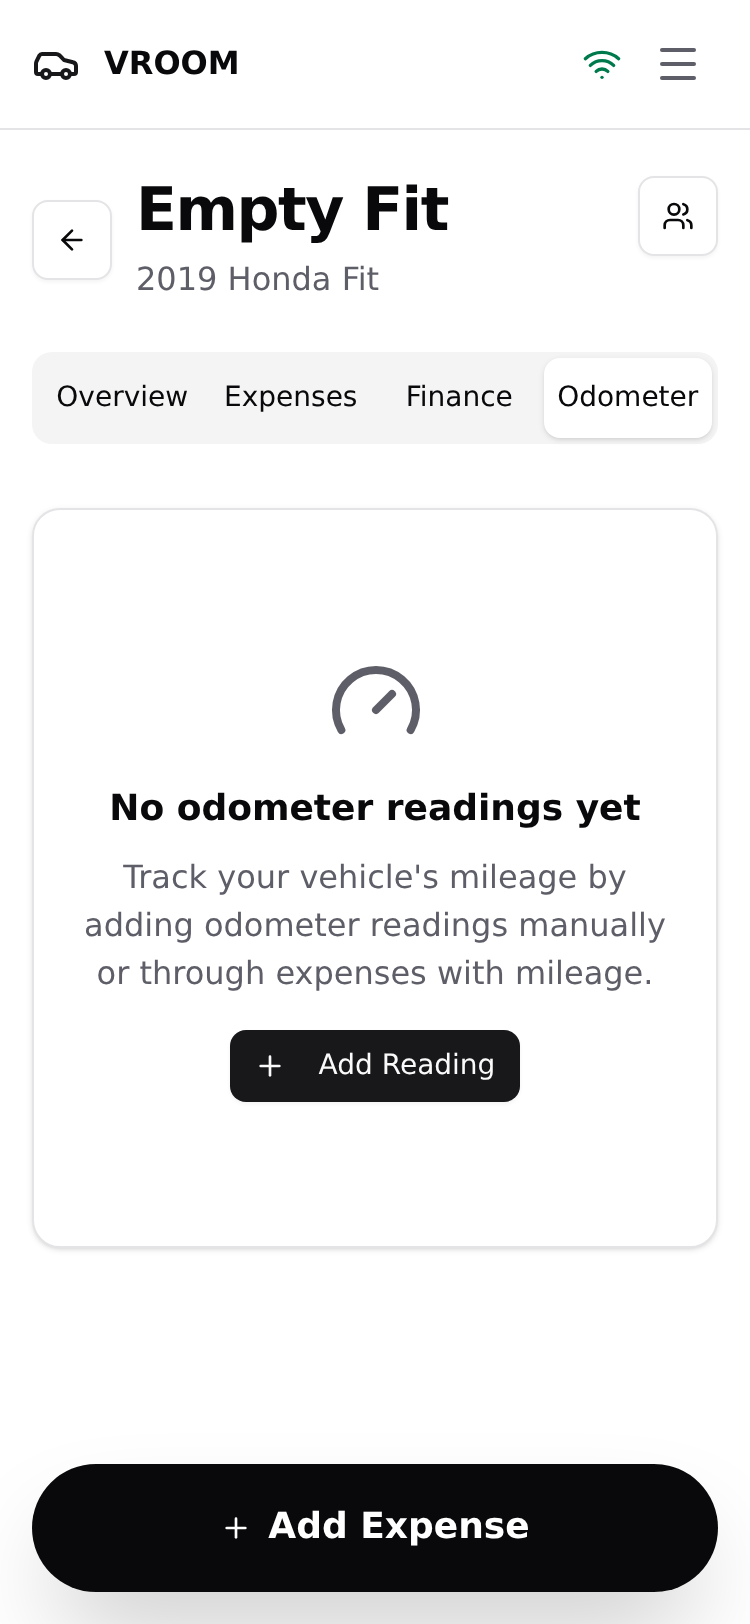 VROOM
Empty Fit
2019 Honda Fit
Overview Expenses Finance Odometer
No odometer readings yet
Track your vehicle's mileage by
adding odometer readings manually
or through expenses with mileage.
Add Reading
Add Expense